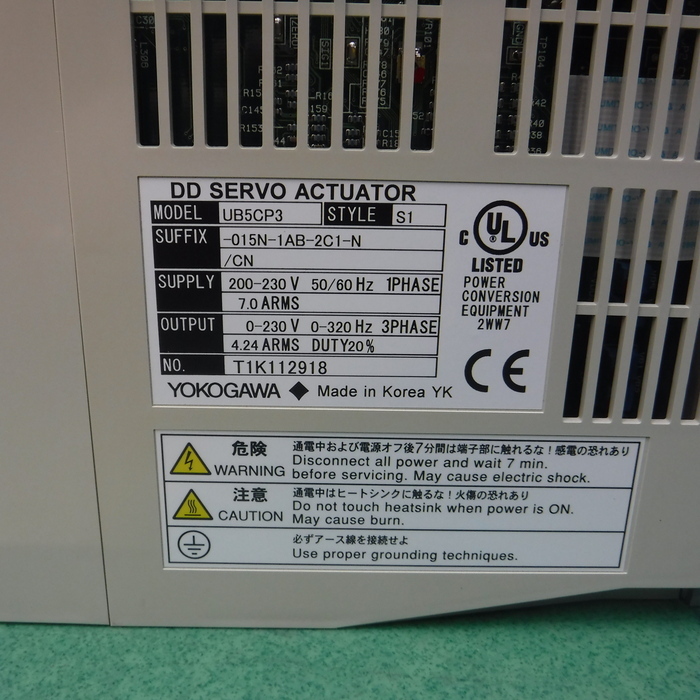 DD SERVO ACTUATOR
MODEL UB5CP3 STYLE S1
SUFFIX -015N-1AB-2C1-N
/CN
SUPPLY 200-230 V 50/60 Hz 1PHASE
7.0 ARMS
OUTPUT 0-230 V 0-320 Hz 3PHASE
4.24 ARMS DUTY20%
NO. T1K112918
YOKOGAWA ◆ Made in Korea YK
C UL US
LISTED
POWER
CONVERSION
EQUIPMENT
2WW7
CE
危険 通電中および電源オフ後7分間は端子部に触れるな!感電の恐れあり
WARNING Disconnect all power and wait 7 min.
before servicing. May cause electric shock.
注意 通電中はヒートシンクに触るな!火傷の恐れあり
CAUTION Do not touch heatsink when power is ON.
May cause burn.
必ずアース線を接続せよ
Use proper grounding techniques.